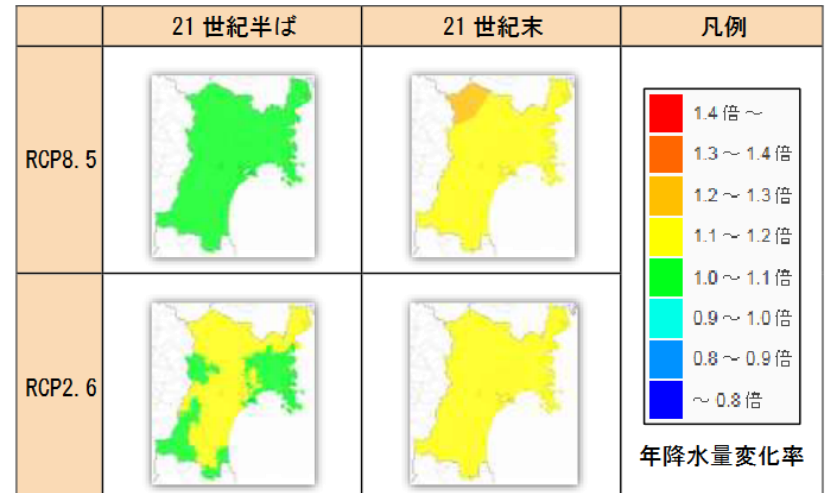 21 世紀半ば
21 世紀末
凡例
RCP8.5
1.4 倍 ～
1.3 ～ 1.4 倍
1.2 ～ 1.3 倍
1.1 ～ 1.2 倍
1.0 ～ 1.1 倍
0.9 ～ 1.0 倍
0.8 ～ 0.9 倍
～ 0.8 倍
年降水量変化率
RCP2.6